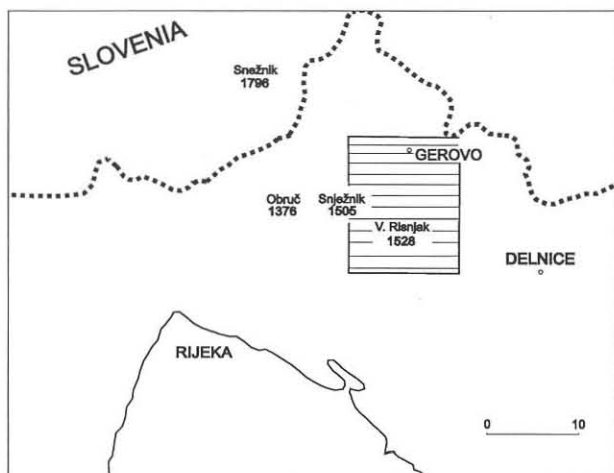 SLOVENIA
Snežnik
1796
GEROVO
Obruč
1376
Snježnik
1505
V. Risnjak
1528
DELNICE
RIJEKA
0 10